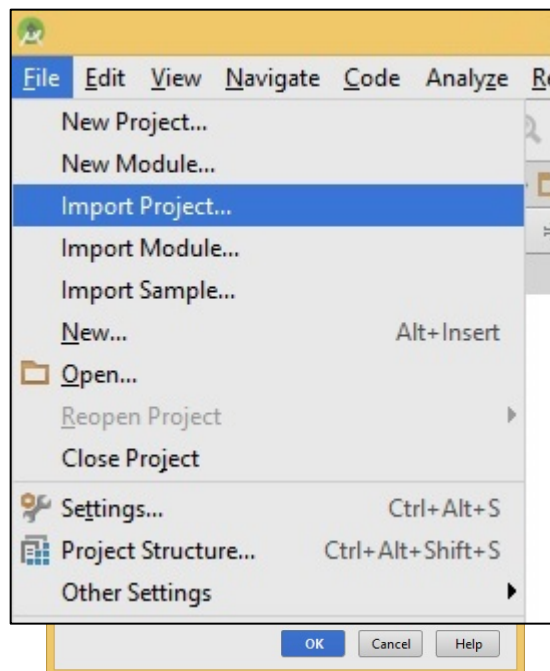 File Edit View Navigate Code Analyze Re
New Project...
New Module...
Import Project...
Import Module...
Import Sample...
New... Alt+Insert
Open...
Reopen Project
Close Project
Settings... Ctrl+Alt+S
Project Structure... Ctrl+Alt+Shift+S
Other Settings
OK Cancel Help